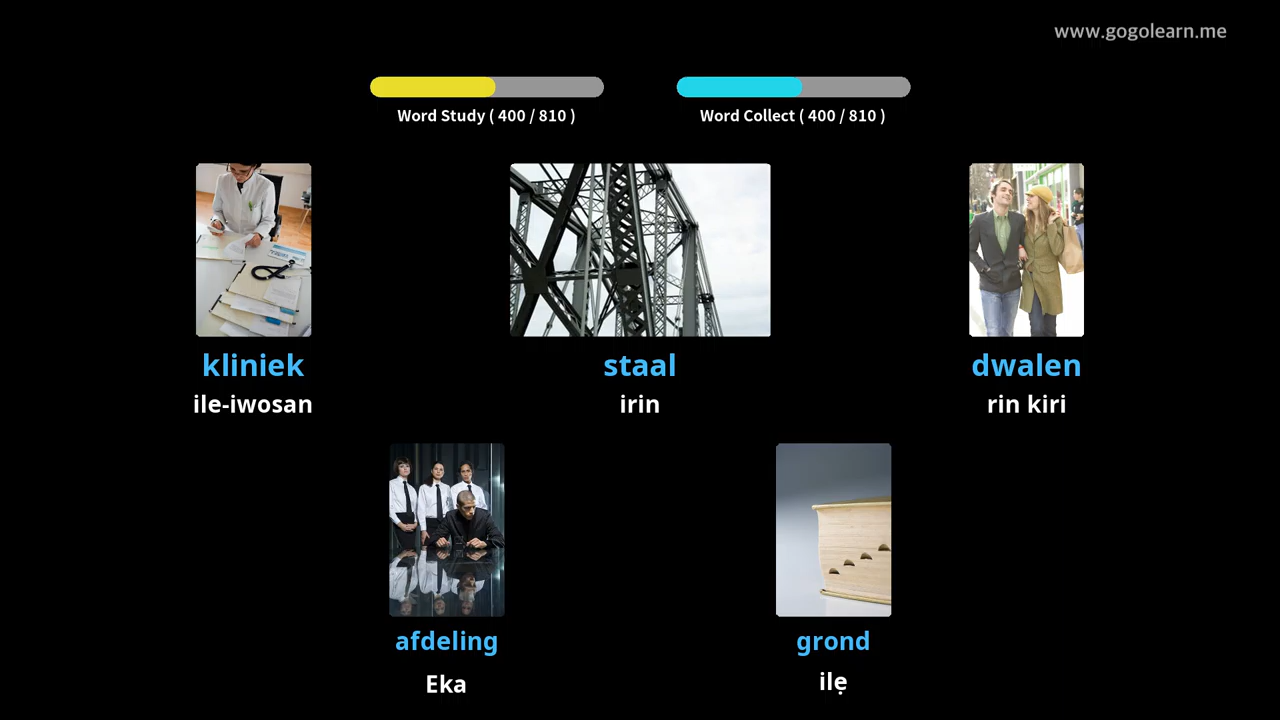 www.gogolearn.me
Word Study ( 400 / 810 )
Word Collect ( 400 / 810 )
kliniek
ile-iwosan
staal
irin
dwalen
rin kiri
afdeling
Eka
grond
ilẹ